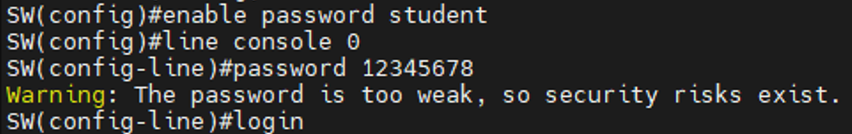 SW(config)#enable password student
SW(config)#line console 0
SW(config-line)#password 12345678
Warning: The password is too weak, so security risks exist.
SW(config-line)#login